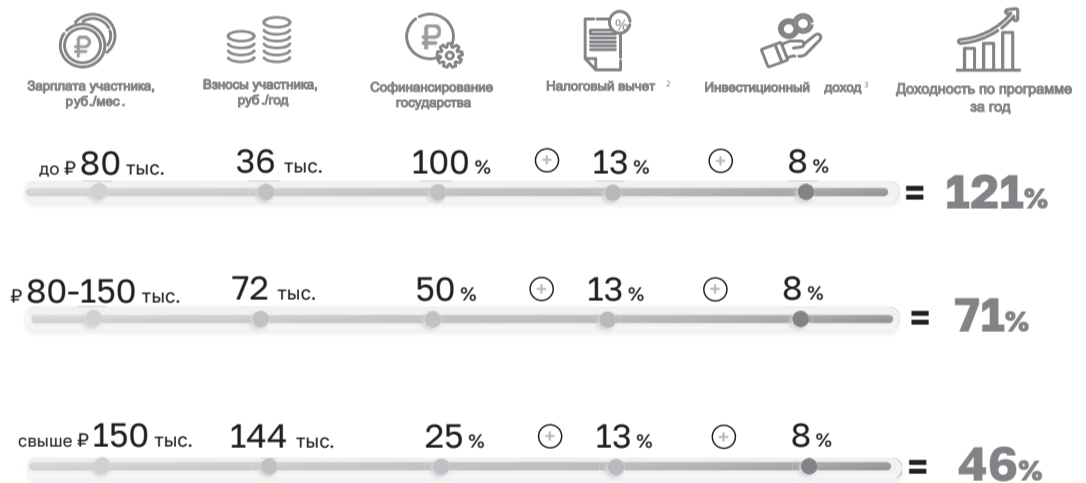 Зарплата участника,
руб./мес.
Взносы участника,
руб./год
Софинансирование
государства
Налоговый вычет 2
Инвестиционный доход 3
Доходность по программе
за год
до ₽ 80 тыс. 36 тыс. 100 % + 13 % + 8 % = 121%
₽ 80-150 тыс. 72 тыс. 50 % + 13 % + 8 % = 71%
свыше ₽ 150 тыс. 144 тыс. 25 % + 13 % + 8 % = 46%